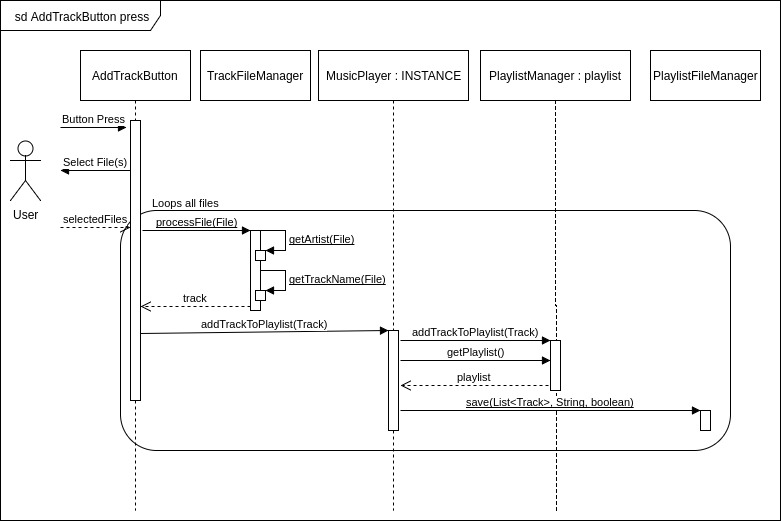 sd AddTrackButton press
AddTrackButton
TrackFileManager
MusicPlayer : INSTANCE
PlaylistManager : playlist
PlaylistFileManager
Button Press
Select File(s)
User
Loops all files
selectedFiles
processFile(File)
getArtist(File)
getTrackName(File)
track
addTrackToPlaylist(Track)
addTrackToPlaylist(Track)
getPlaylist()
playlist
save(List<Track>, String, boolean)